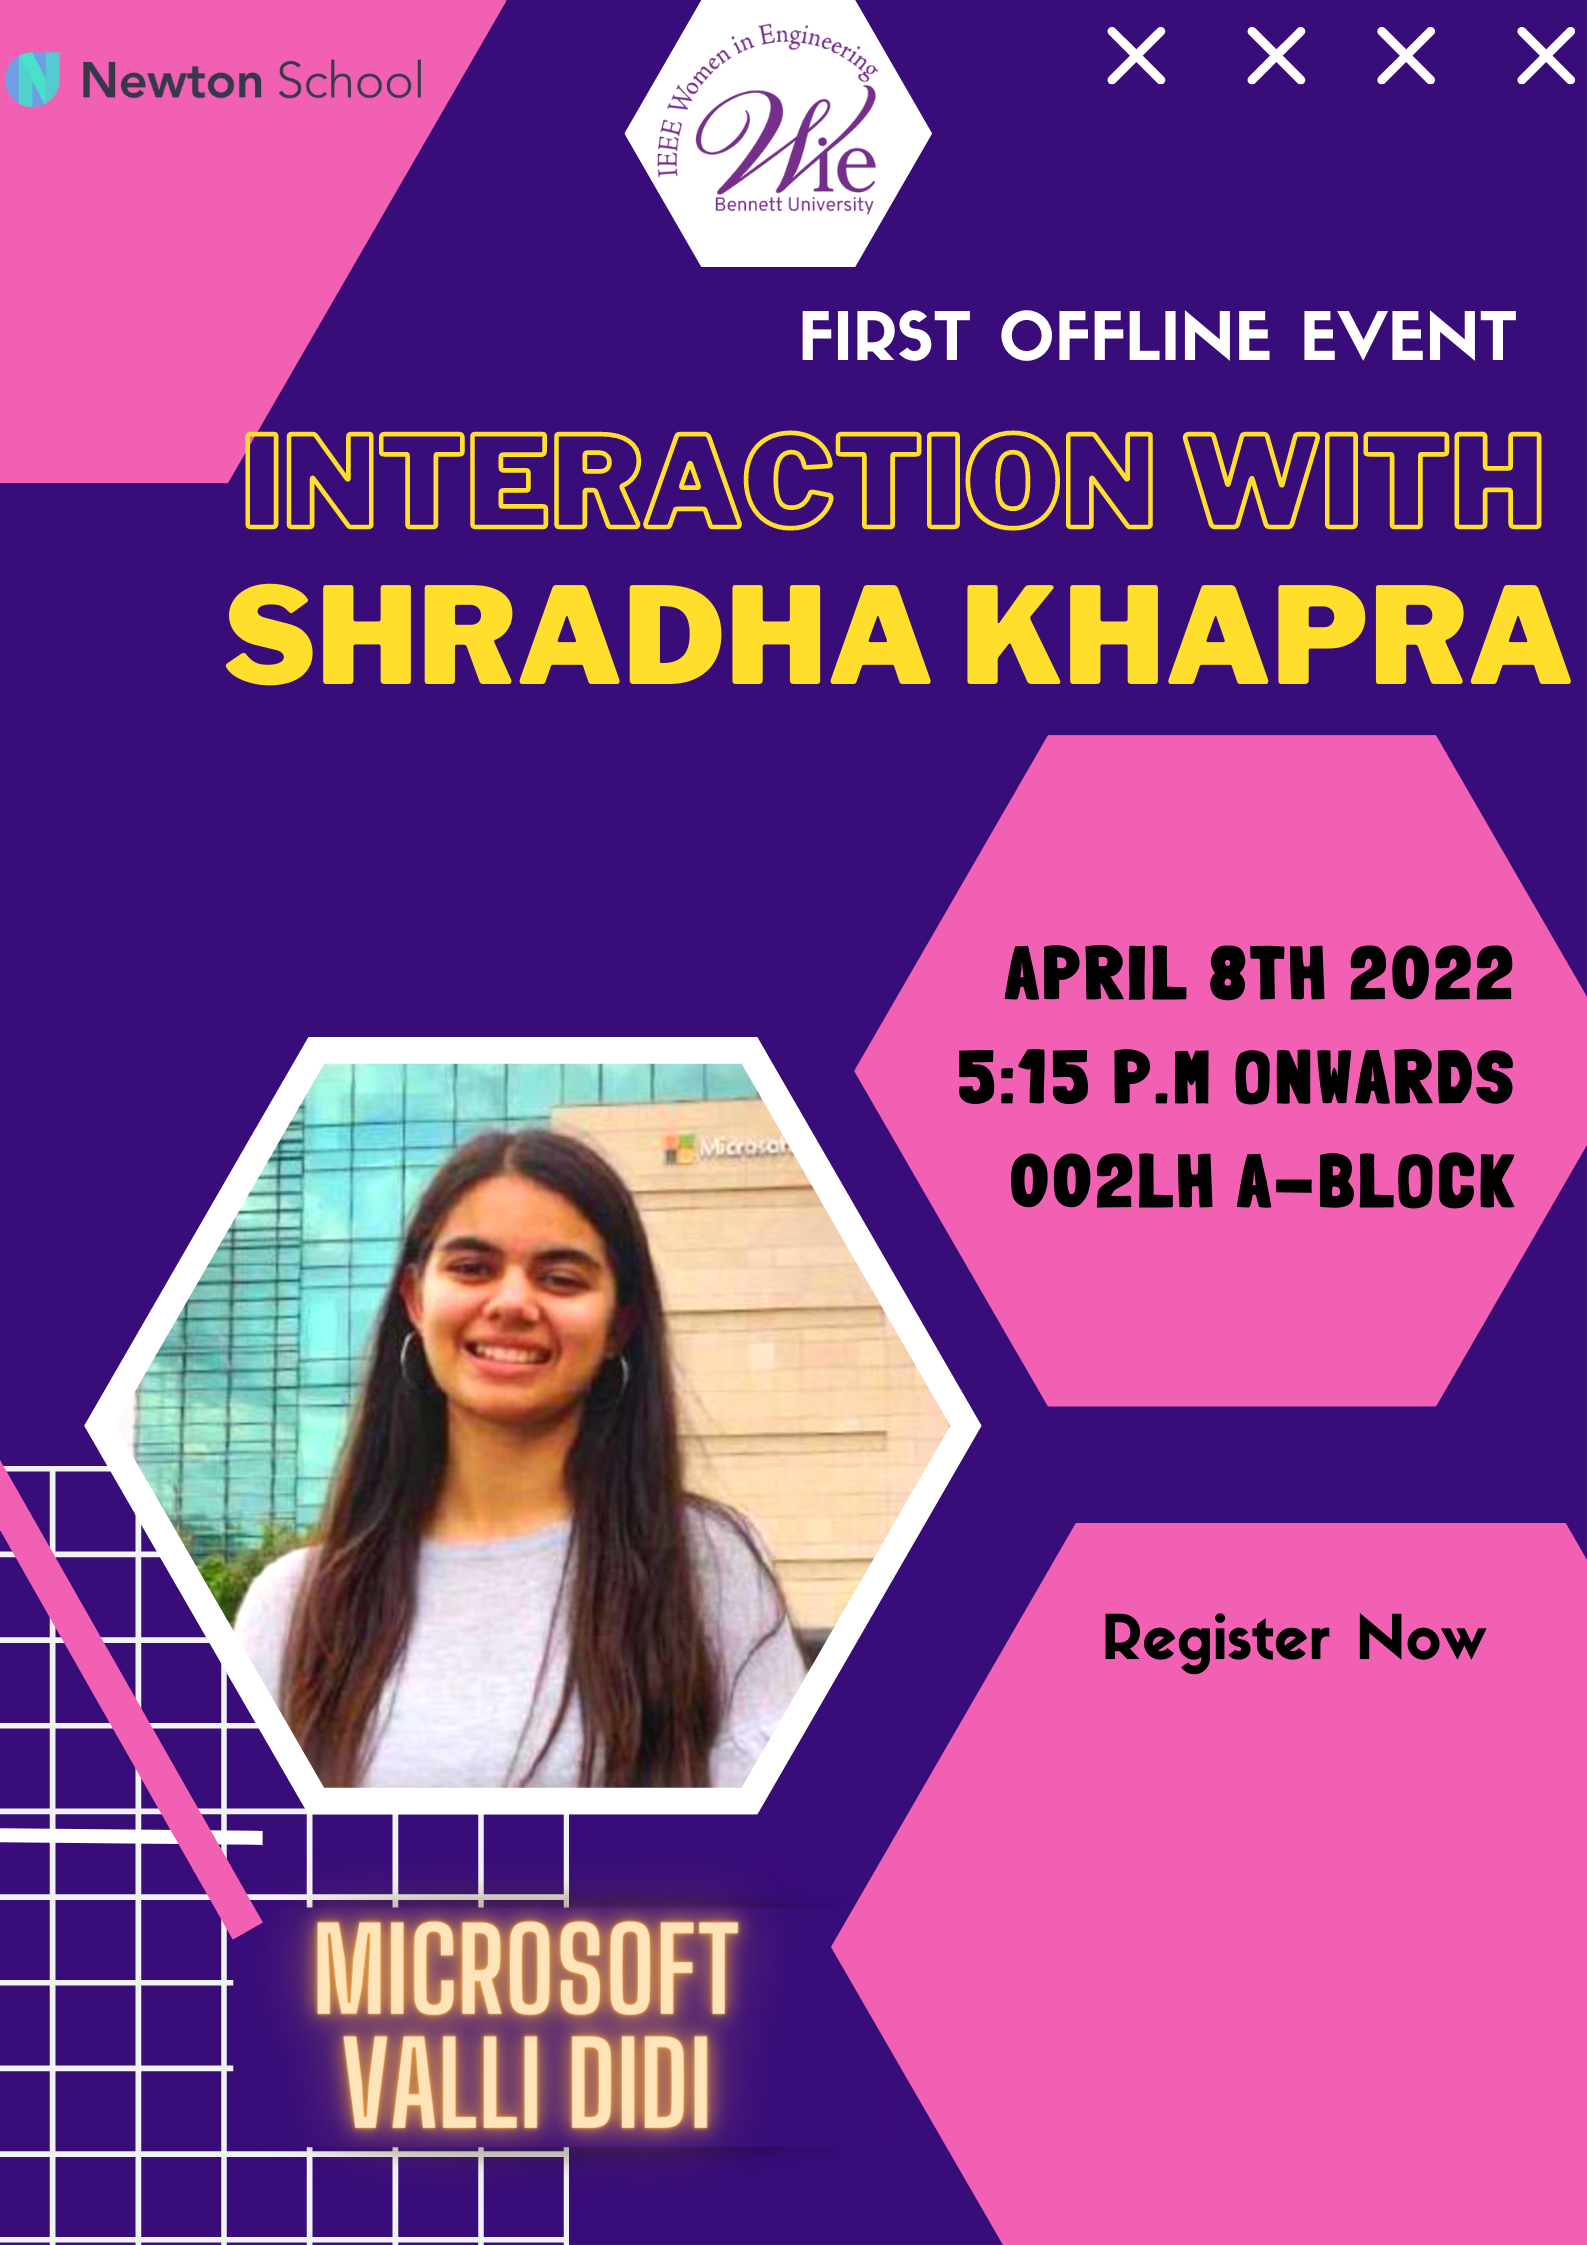 Newton School
IEEE Women in Engineering
Wie
Bennett University
FIRST OFFLINE EVENT
INTERACTION WITH
SHRADHA KHAPRA
APRIL 8TH 2022
5:15 P.M ONWARDS
002LH A-BLOCK
Microsoft
Register Now
MICROSOFT
VALLI DIDI